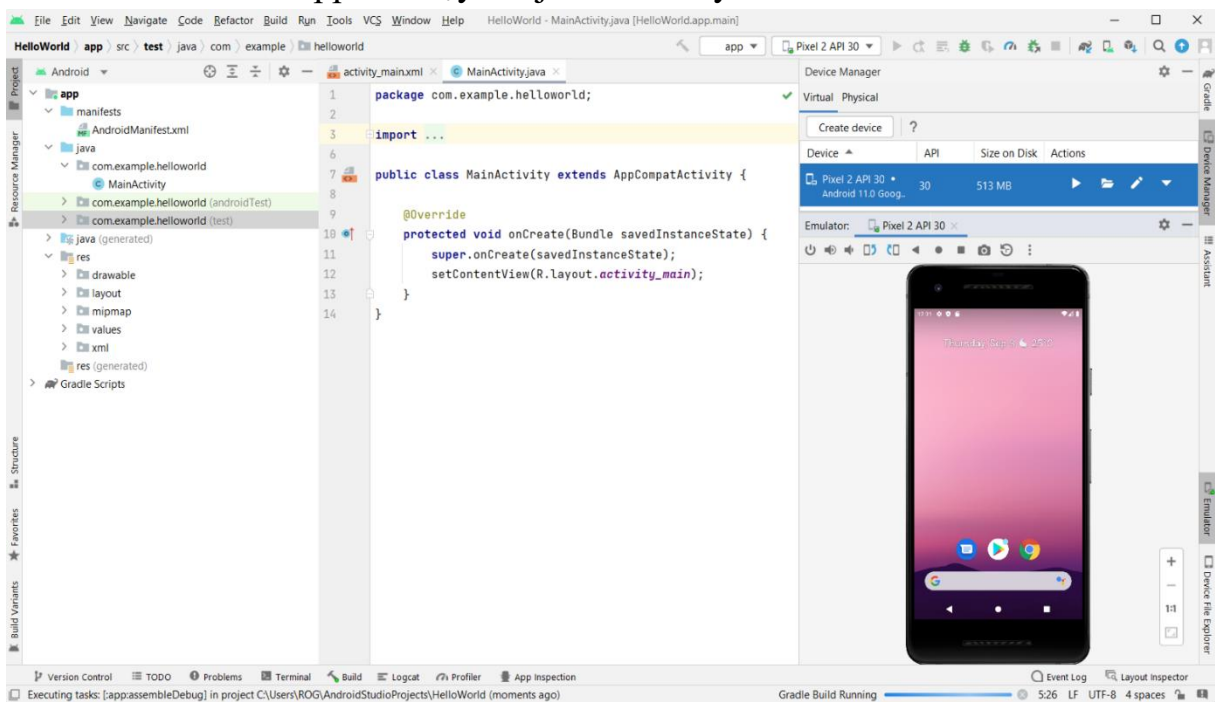 File Edit View Navigate Code Refactor Build Run Tools VCS Window Help HelloWorld - MainActivity.java [HelloWorld.app.main]
HelloWorld app src test java com example helloworld app Pixel 2 API 30
Android activity_main.xml MainActivity.java
app
manifests
AndroidManifest.xml
java
com.example.helloworld
MainActivity
com.example.helloworld (androidTest)
com.example.helloworld (test)
java (generated)
res
drawable
layout
mipmap
values
xml
res (generated)
Gradle Scripts
1 package com.example.helloworld;
2
3 import ...
6
7 public class MainActivity extends AppCompatActivity {
8
9 @Override
10 protected void onCreate(Bundle savedInstanceState) {
11 super.onCreate(savedInstanceState);
12 setContentView(R.layout.activity_main);
13 }
14 }
Device Manager
Virtual Physical
Create device ?
Device API Size on Disk Actions
Pixel 2 API 30 30 513 MB
Android 11.0 Goog..
Emulator: Pixel 2 API 30
1:1
Project
Resource Manager
Structure
Favorites
Build Variants
Gradle
Device Manager
Assistant
Emulator
Device File Explorer
Version Control TODO Problems Terminal Build Logcat Profiler App Inspection Event Log Layout Inspector
Executing tasks: [:app:assembleDebug] in project C:\Users\ROG\AndroidStudioProjects\HelloWorld (moments ago) Gradle Build Running 5:26 LF UTF-8 4 spaces